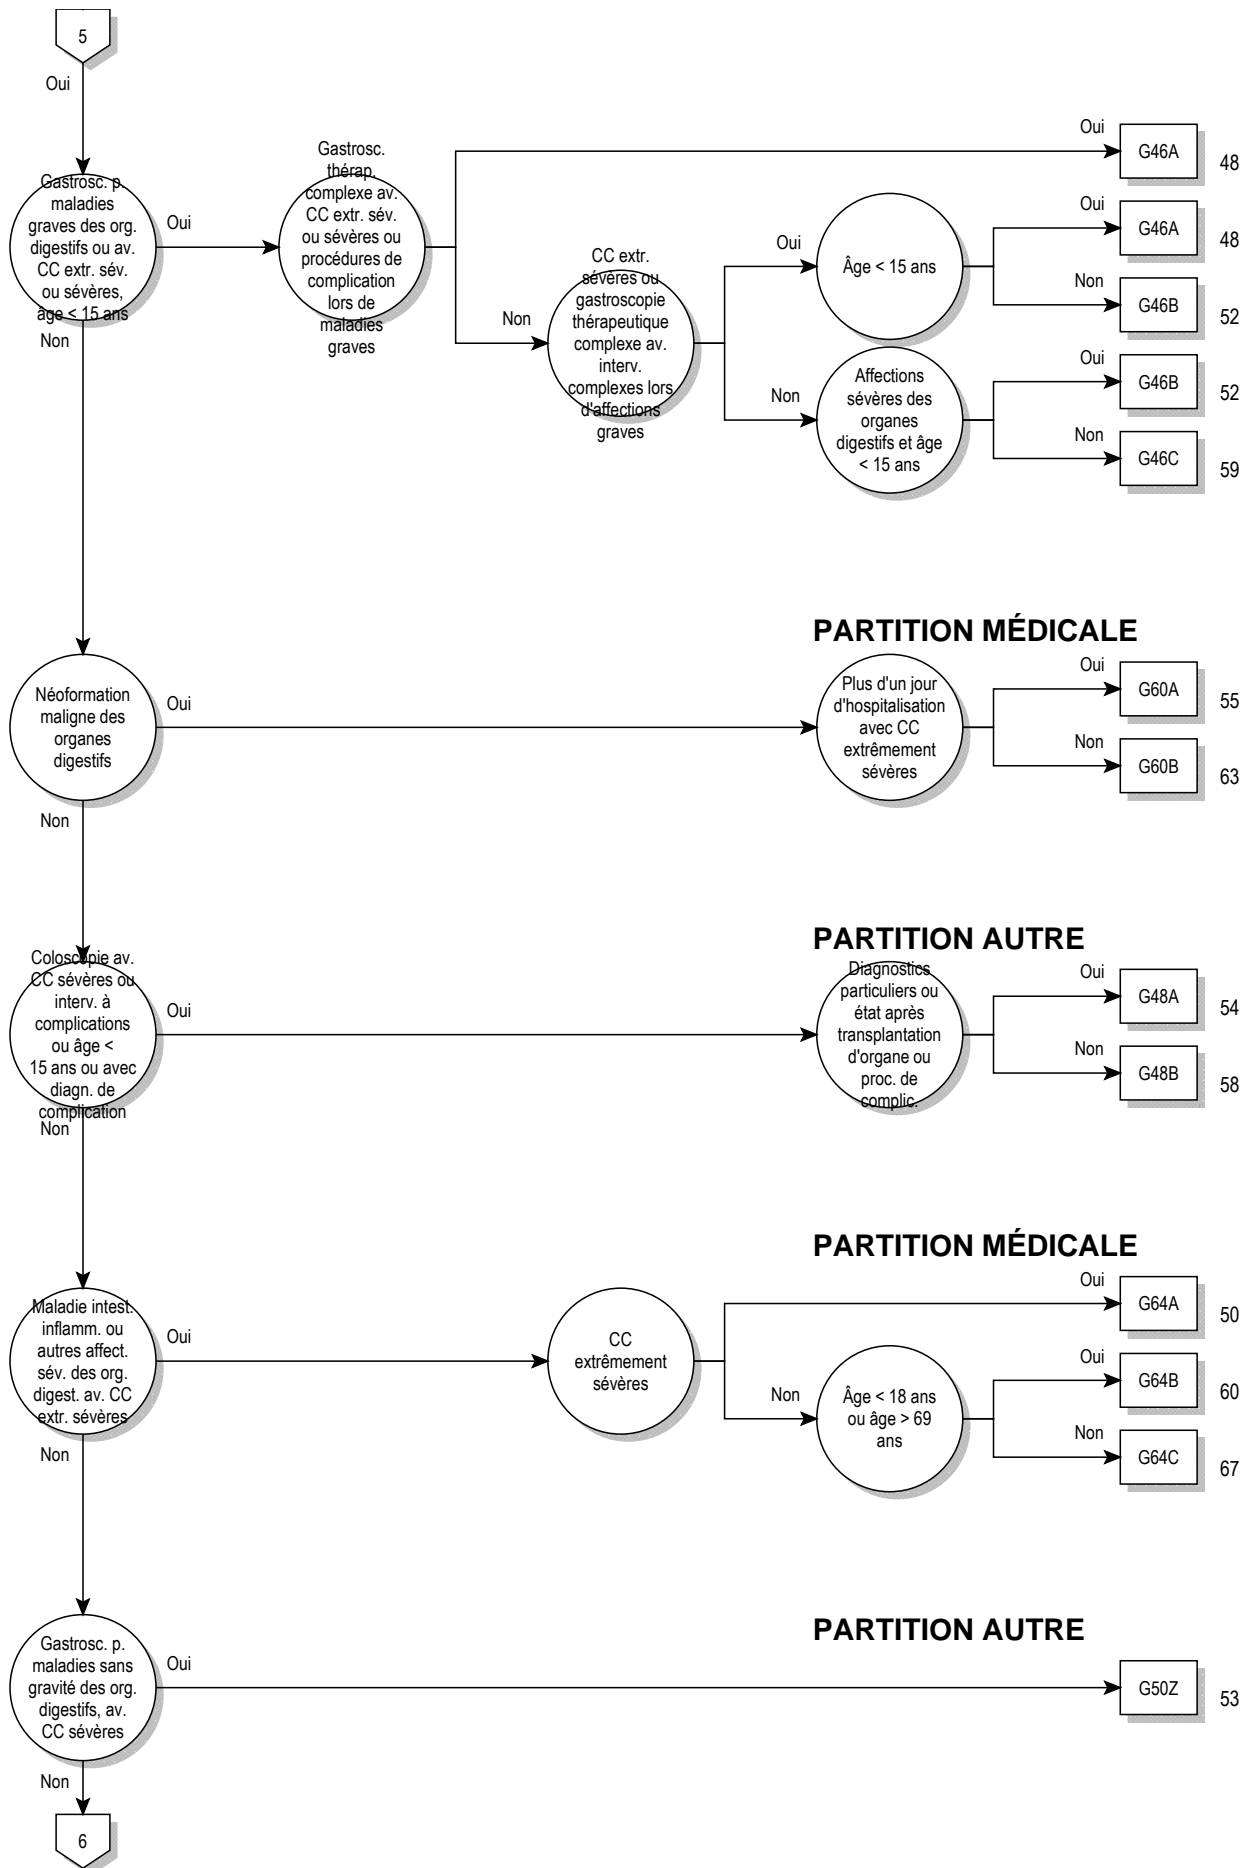 5
Oui
Gastrosc. p.
maladies
graves des org.
digestifs ou av.
CC extr. sév.
ou sévères,
âge < 15 ans
Oui
Non
Gastrosc.
thérap.
complexe av.
CC extr. sév.
ou sévères ou
procédures de
complication
lors de
maladies
graves
Oui
G46A
48
Non
CC extr.
sévères ou
gastroscopie
thérapeutique
complexe av.
interv.
complexes lors
d'affections
graves
Oui
Âge < 15 ans
Oui
G46A
48
Non
G46B
52
Non
Affections
sévères des
organes
digestifs et âge
< 15 ans
Oui
G46B
52
Non
G46C
59
PARTITION MÉDICALE
Néoformation
maligne des
organes
digestifs
Oui
Non
Plus d'un jour
d'hospitalisation
avec CC
extrêmement
sévères
Oui
G60A
55
Non
G60B
63
PARTITION AUTRE
Coloscopie av.
CC sévères ou
interv. à
complications
ou âge <
15 ans ou avec
diagn. de
complication
Oui
Non
Diagnostics
particuliers ou
état après
transplantation
d'organe ou
proc. de
complic.
Oui
G48A
54
Non
G48B
58
PARTITION MÉDICALE
Maladie intest.
inflamm. ou
autres affect.
sév. des org.
digest. av. CC
extr. sévères
Oui
Non
CC
extrêmement
sévères
Oui
G64A
50
Non
Âge < 18 ans
ou âge > 69
ans
Oui
G64B
60
Non
G64C
67
PARTITION AUTRE
Gastrosc. p.
maladies sans
gravité des org.
digestifs, av.
CC sévères
Oui
G50Z
53
Non
6